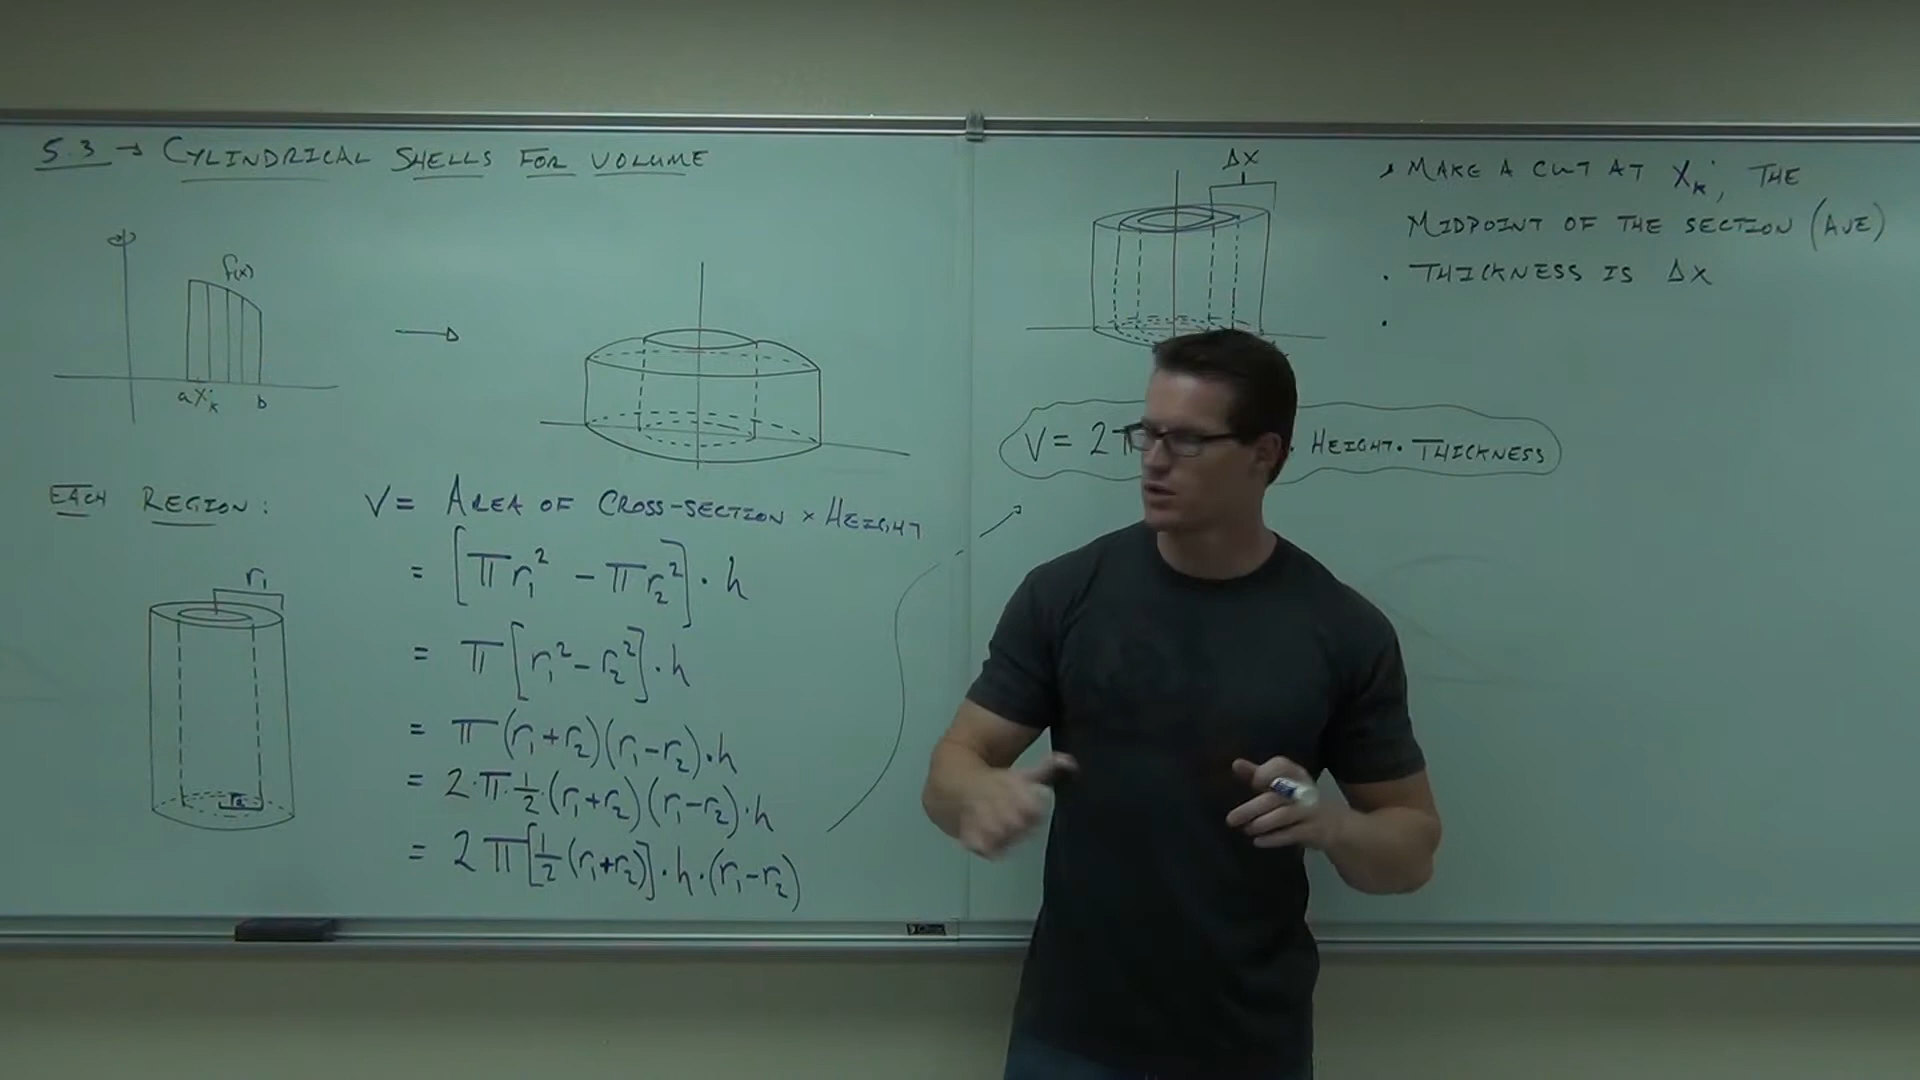 5.3 → CYLINDRICAL SHELLS FOR VOLUME
f(x)
a X*k b
EACH REGION:
r₁
r₂
V = AREA OF CROSS-SECTION × HEIGHT
= [πr₁² - πr₂²]·h
= π[r₁² - r₂²]·h
= π(r₁+r₂)(r₁-r₂)·h
= 2·π·½·(r₁+r₂)(r₁-r₂)·h
= 2π[½(r₁+r₂)]·h·(r₁-r₂)
ΔX
• MAKE A CUT AT X*k, THE
MIDPOINT OF THE SECTION (AVE)
• THICKNESS IS ΔX
•
V = 2π · HEIGHT · THICKNESS